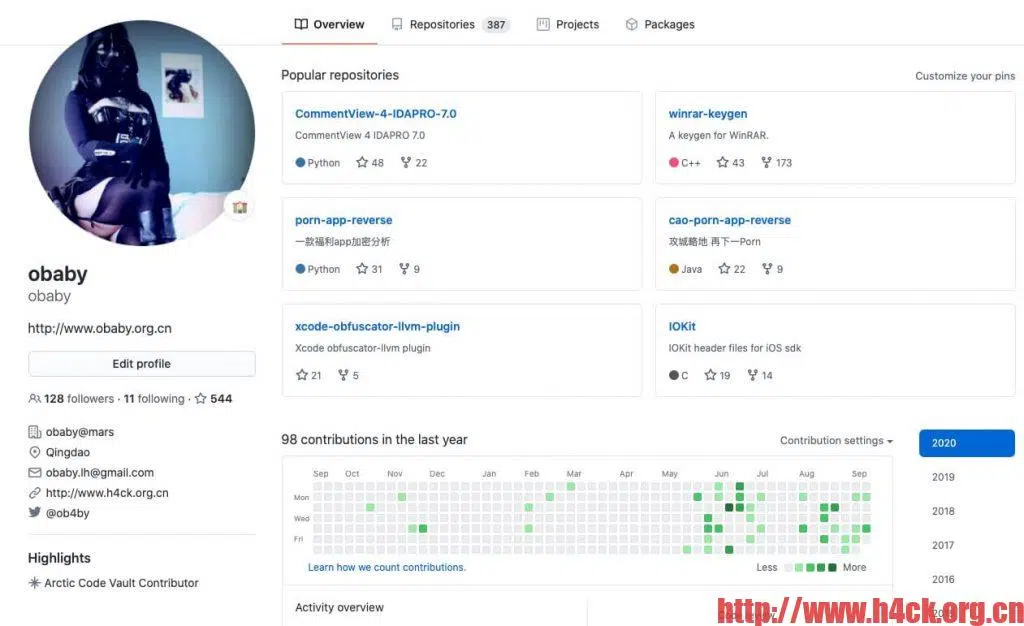 Overview
Repositories 387
Projects
Packages
obaby
obaby
http://www.obaby.org.cn
Edit profile
128 followers · 11 following · 544
obaby@mars
Qingdao
obaby.lh@gmail.com
http://www.h4ck.org.cn
@ob4by
Highlights
Arctic Code Vault Contributor
Popular repositories
Customize your pins
CommentView-4-IDAPRO-7.0
CommentView 4 IDAPRO 7.0
Python 48 22
winrar-keygen
A keygen for WinRAR.
C++ 43 173
porn-app-reverse
一款福利app加密分析
Python 31 9
cao-porn-app-reverse
攻城略地 再下一Porn
Java 22 9
xcode-obfuscator-llvm-plugin
Xcode obfuscator-llvm plugin
21 5
IOKit
IOKit header files for iOS sdk
C 19 14
98 contributions in the last year
Contribution settings
Sep Oct Nov Dec Jan Feb Mar Apr May Jun Jul Aug Sep
Mon
Wed
Fri
Learn how we count contributions.
Less More
2020
2019
2018
2017
2016
Activity overview
Code review
http://www.h4ck.org.cn